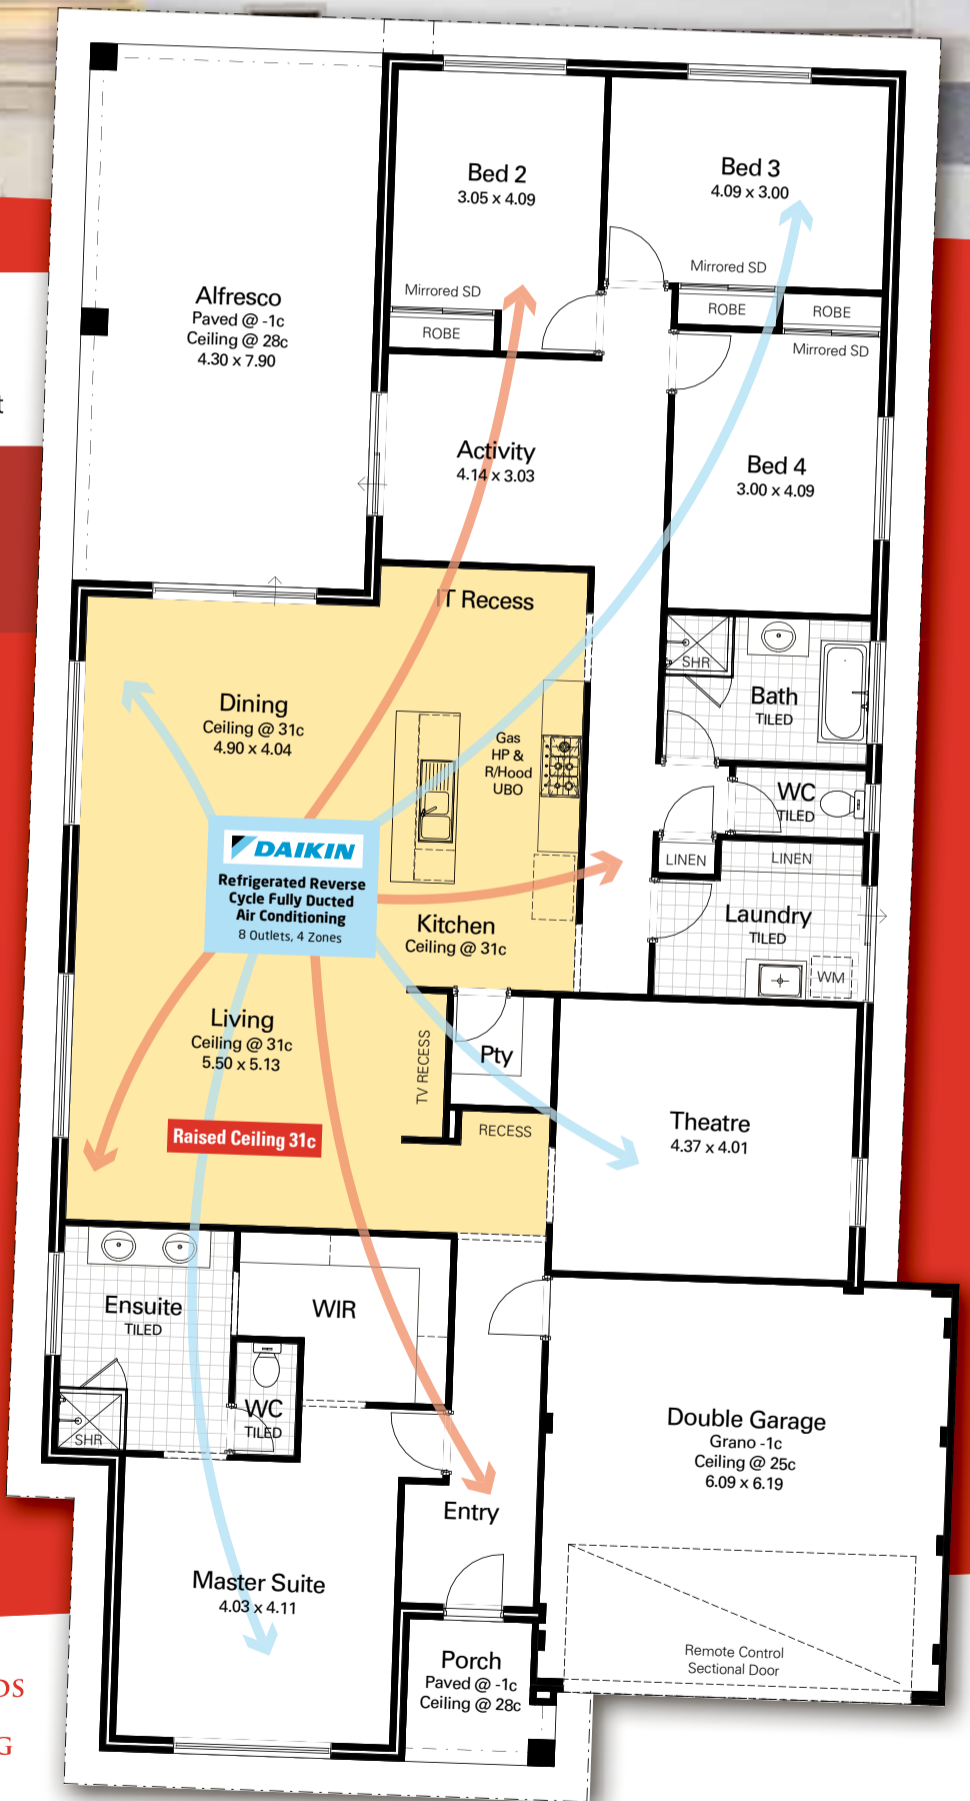 Bed 2
3.05 x 4.09
Bed 3
4.09 x 3.00
Mirrored SD
ROBE
Mirrored SD
ROBE
ROBE
Mirrored SD
Alfresco
Paved @ -1c
Ceiling @ 28c
4.30 x 7.90
t
Activity
4.14 x 3.03
Bed 4
3.00 x 4.09
IT Recess
SHR
Bath
TILED
Dining
Ceiling @ 31c
4.90 x 4.04
Gas
HP &
R/Hood
UBO
WC
TILED
DAIKIN
Refrigerated Reverse
Cycle Fully Ducted
Air Conditioning
8 Outlets, 4 Zones
LINEN
LINEN
Kitchen
Ceiling @ 31c
Laundry
TILED
WM
Living
Ceiling @ 31c
5.50 x 5.13
TV RECESS
Pty
Raised Ceiling 31c
RECESS
Theatre
4.37 x 4.01
Ensuite
TILED
WIR
WC
TILED
SHR
Double Garage
Grano -1c
Ceiling @ 25c
6.09 x 6.19
Entry
Master Suite
4.03 x 4.11
Porch
Paved @ -1c
Ceiling @ 28c
Remote Control
Sectional Door
DS
G